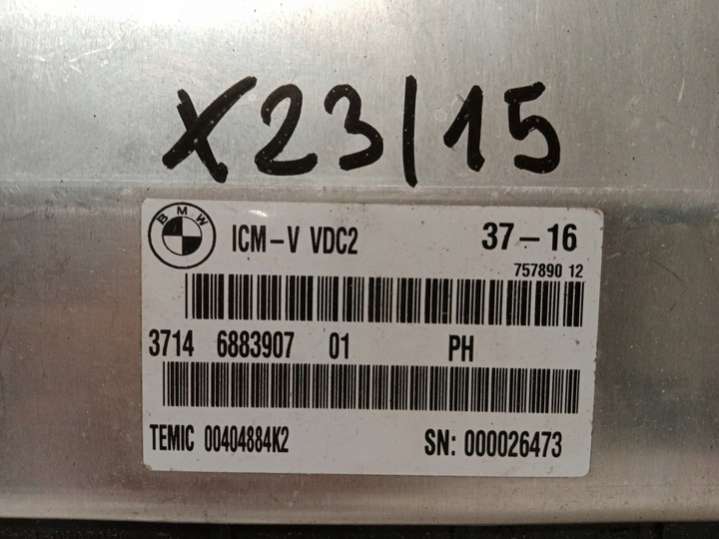 X23/15
BMW
ICM-V VDC2 37-16
757890 12
3714 6883907 01 PH
TEMIC 00404884K2 SN: 000026473